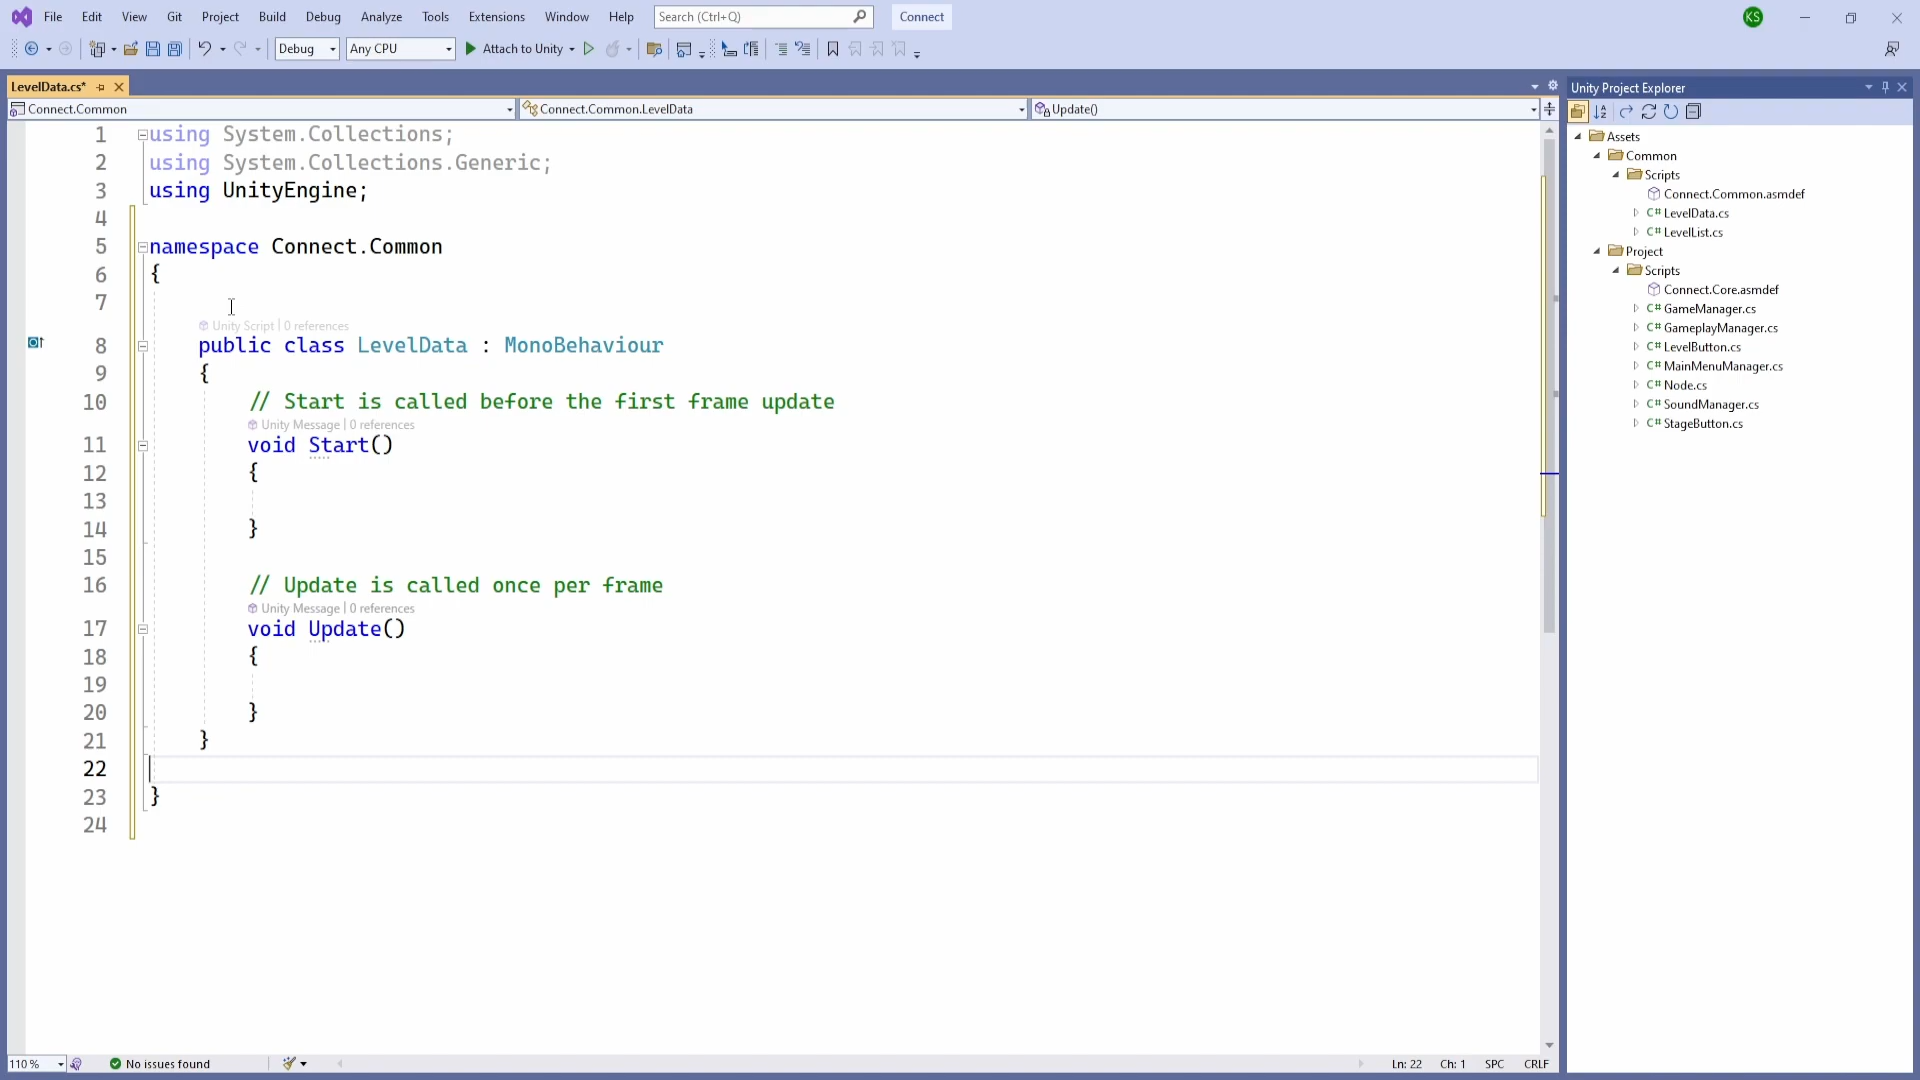 File Edit View Git Project Build Debug Analyze Tools Extensions Window Help Search (Ctrl+Q) Connect KS
Debug Any CPU Attach to Unity
LevelData.cs*
Connect.Common Connect.Common.LevelData Update()
1 using System.Collections;
2 using System.Collections.Generic;
3 using UnityEngine;
4
5 namespace Connect.Common
6 {
7
Unity Script | 0 references
8 public class LevelData : MonoBehaviour
9 {
10 // Start is called before the first frame update
Unity Message | 0 references
11 void Start()
12 {
13
14 }
15
16 // Update is called once per frame
Unity Message | 0 references
17 void Update()
18 {
19
20 }
21 }
22
23 }
24
110 % No issues found Ln: 22 Ch: 1 SPC CRLF
Unity Project Explorer
Assets
Common
Scripts
Connect.Common.asmdef
C# LevelData.cs
C# LevelList.cs
Project
Scripts
Connect.Core.asmdef
C# GameManager.cs
C# GameplayManager.cs
C# LevelButton.cs
C# MainMenuManager.cs
C# Node.cs
C# SoundManager.cs
C# StageButton.cs